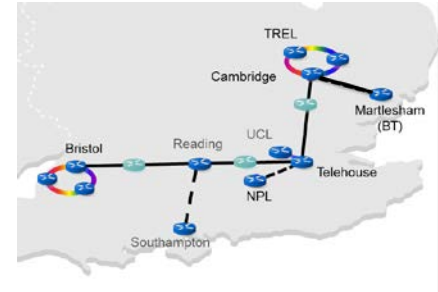 TREL
Cambridge
Martlesham
(BT)
UCL
Reading
Bristol
Telehouse
NPL
Southampton